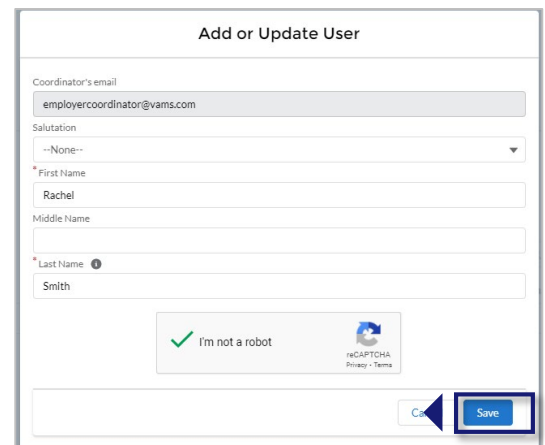 Add or Update User
Coordinator's email
employercoordinator@vams.com
Salutation
--None--
* First Name
Rachel
Middle Name
* Last Name
Smith
I'm not a robot
reCAPTCHA
Privacy - Terms
Save